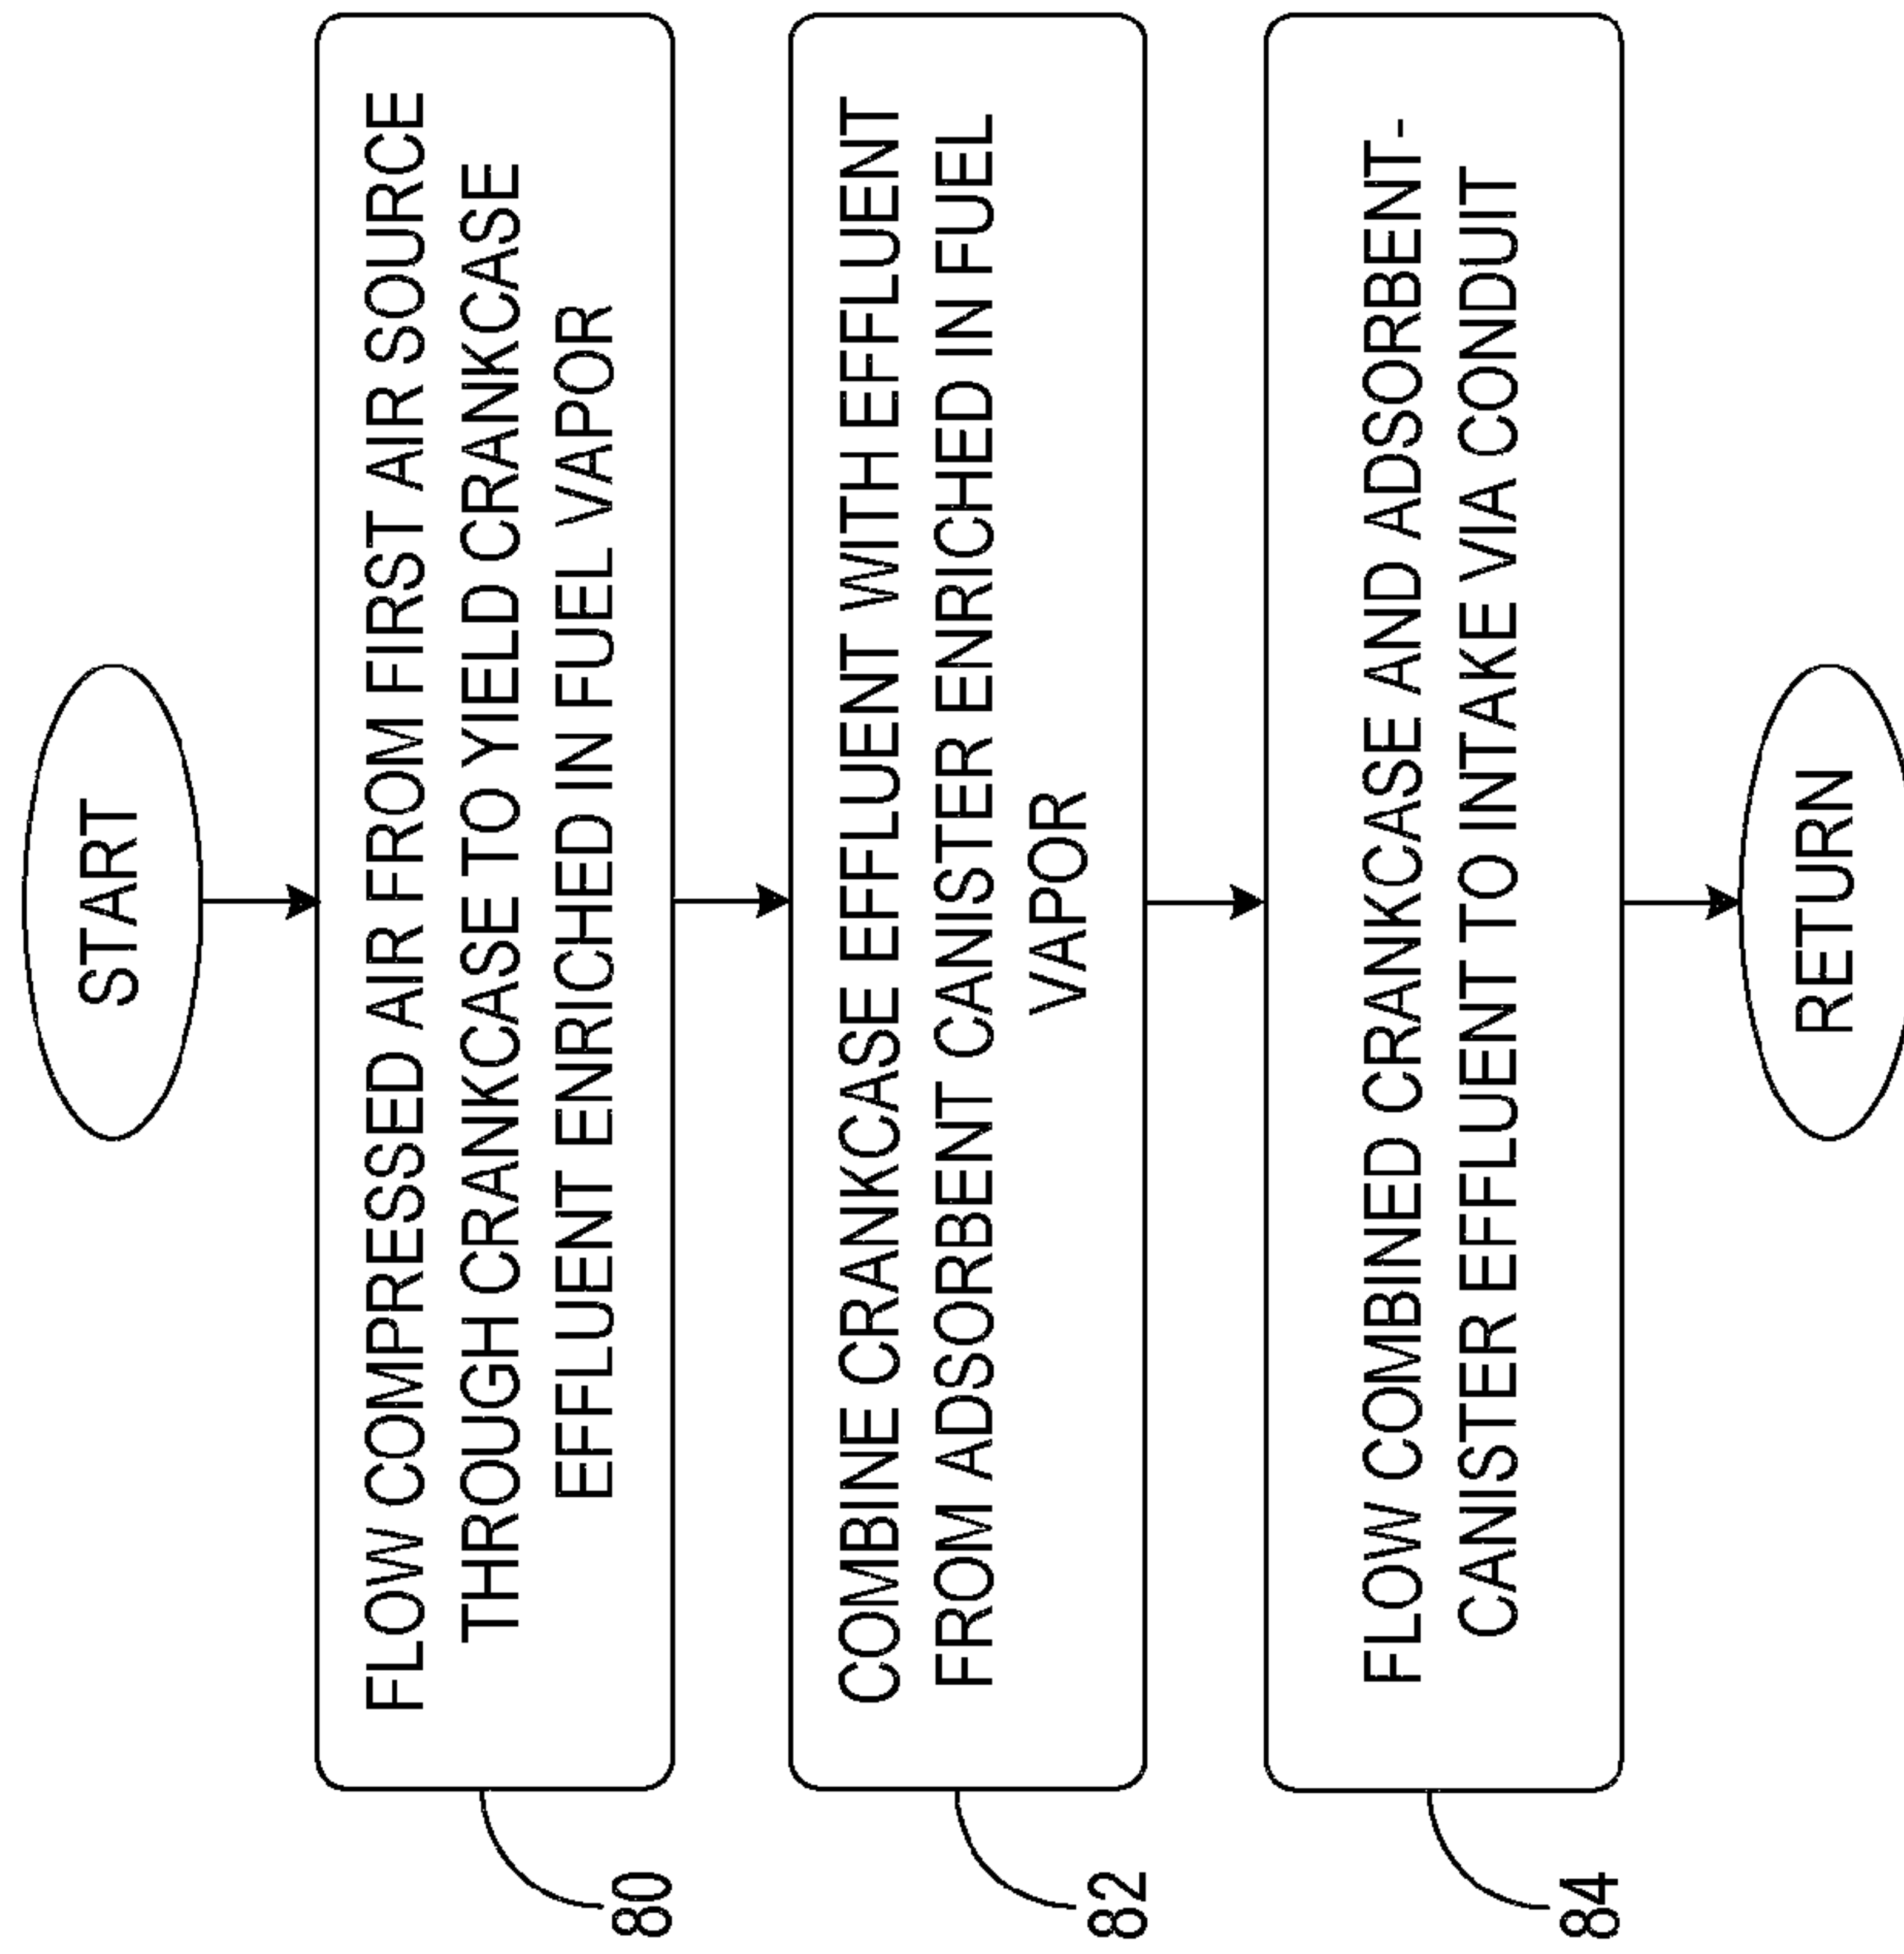 START
FLOW COMPRESSED AIR FROM FIRST AIR SOURCE
THROUGH CRANKCASE TO YIELD CRANKCASE
EFFLUENT ENRICHED IN FUEL VAPOR
80
COMBINE CRANKCASE EFFLUENT WITH EFFLUENT
FROM ADSORBENT CANISTER ENRICHED IN FUEL
VAPOR
82
FLOW COMBINED CRANKCASE AND ADSORBENT-
CANISTER EFFLUENT TO INTAKE VIA CONDUIT
84
RETURN